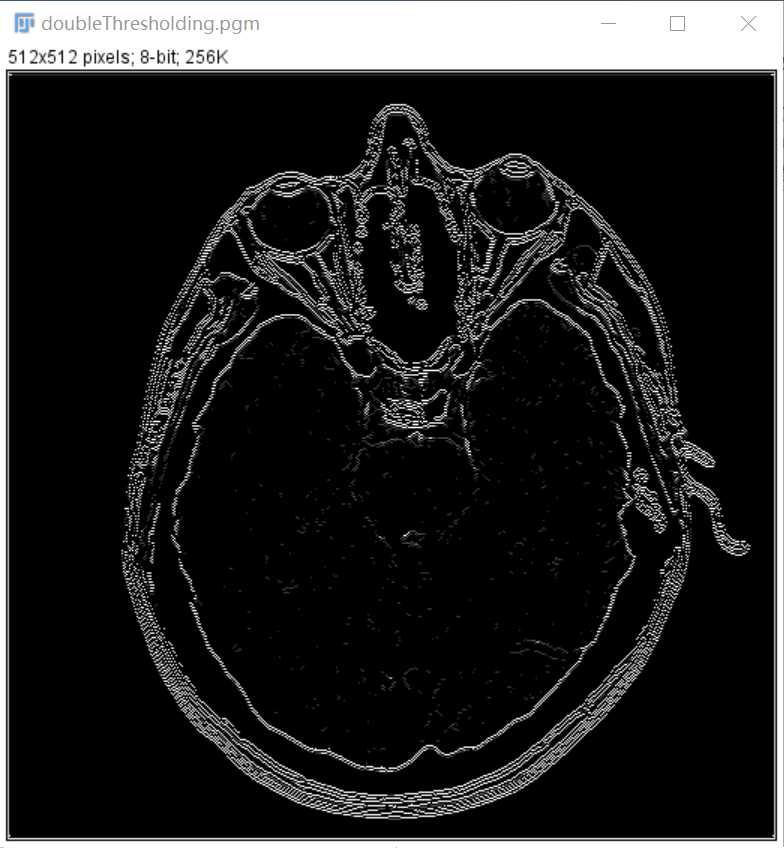 doubleThresholding.pgm
512x512 pixels; 8-bit; 256K